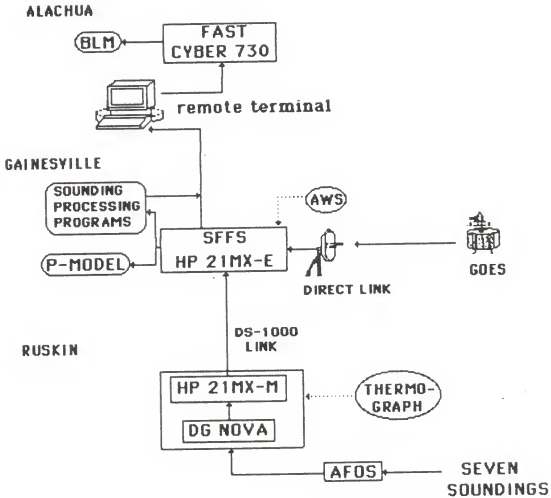 ALACHUA
BLM
FAST
CYBER 730
remote terminal
GAINESVILLE
SOUNDING
PROCESSING
PROGRAMS
AWS
SFFS
HP 21MX-E
P-MODEL
DIRECT LINK
GOES
DS-1000
LINK
RUSKIN
HP 21MX-M
DG NOVA
THERMO-
GRAPH
AFOS
SEVEN
SOUNDINGS